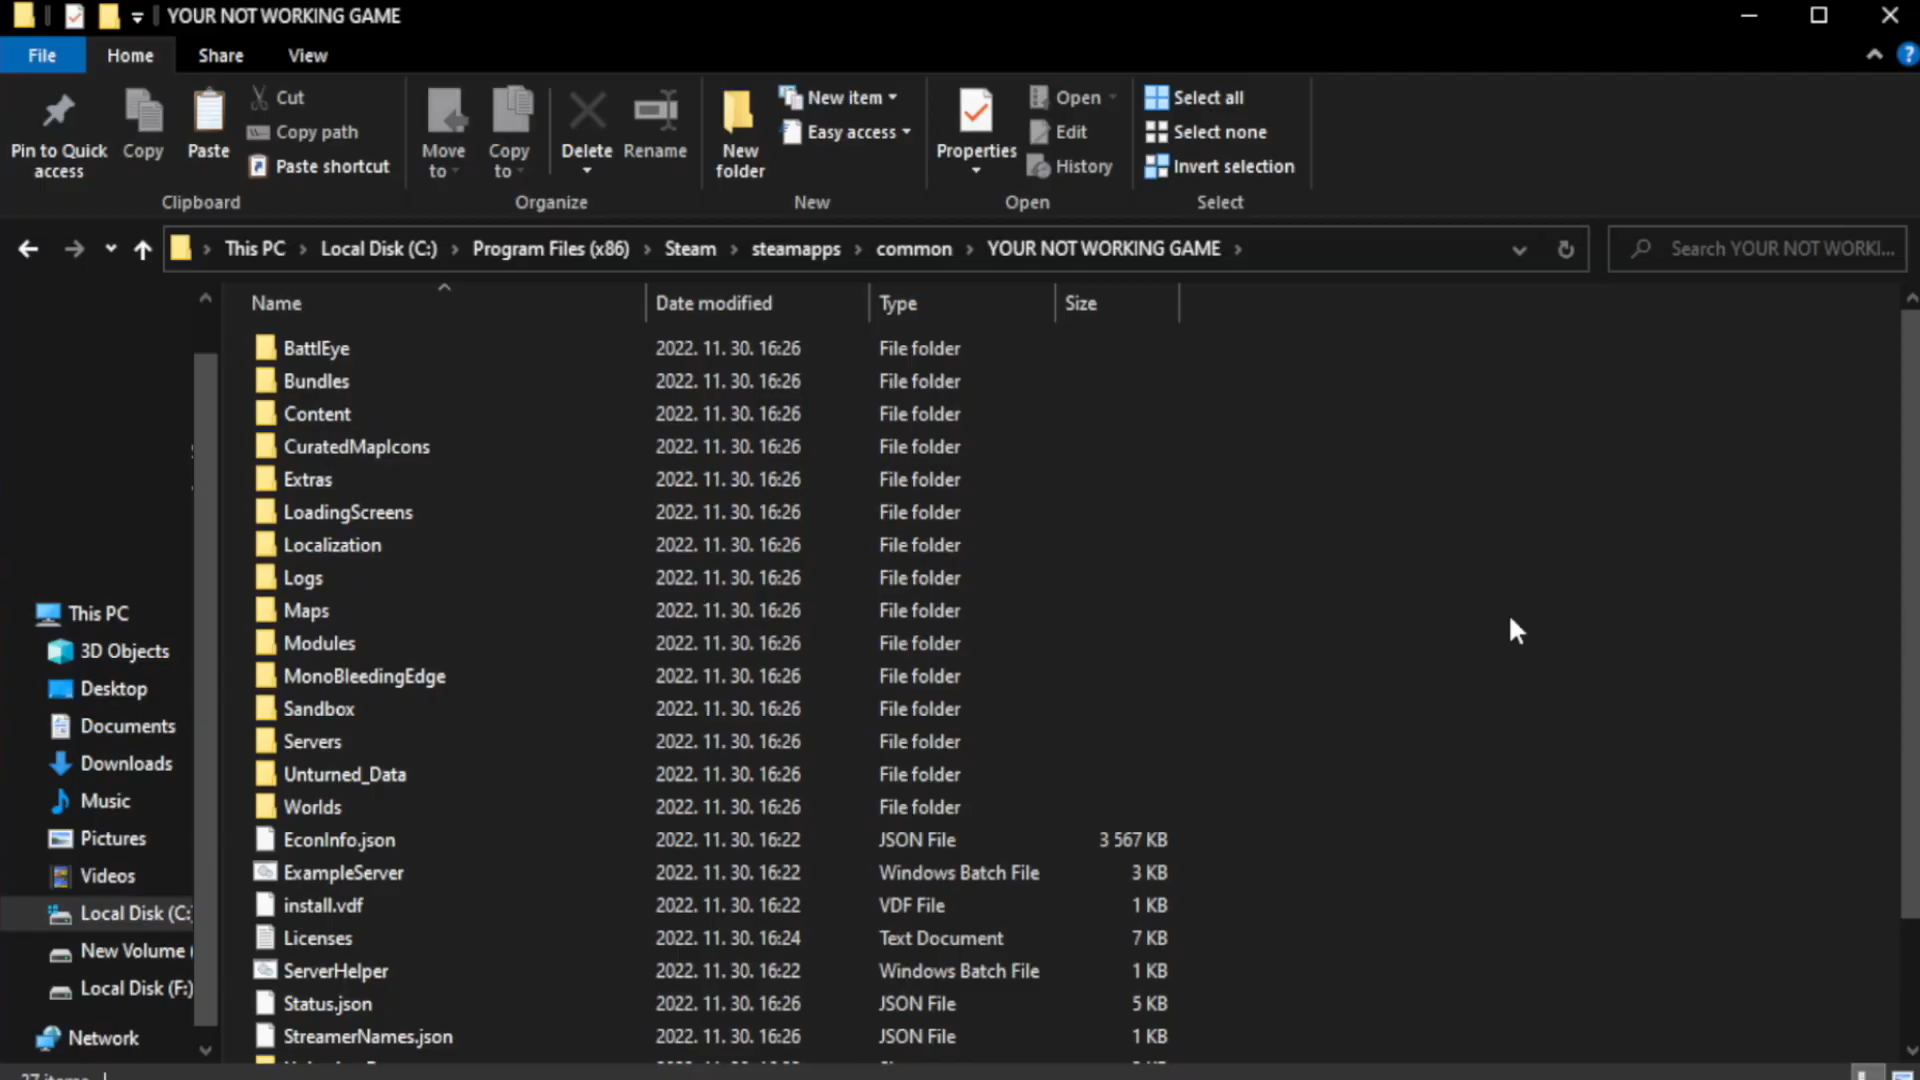 YOUR NOT WORKING GAME
File Home Share View
Pin to Quick access
Copy
Paste
Cut
Copy path
Paste shortcut
Clipboard
Move to
Copy to
Delete
Rename
Organize
New folder
New item
Easy access
New
Properties
Open
Edit
History
Open
Select all
Select none
Invert selection
Select
This PC Local Disk (C:) Program Files (x86) Steam steamapps common YOUR NOT WORKING GAME
Search YOUR NOT WORKI...
This PC
3D Objects
Desktop
Documents
Downloads
Music
Pictures
Videos
Local Disk (C:
New Volume (
Local Disk (F:)
Network
Name Date modified Type Size
BattlEye 2022. 11. 30. 16:26 File folder
Bundles 2022. 11. 30. 16:26 File folder
Content 2022. 11. 30. 16:26 File folder
CuratedMapIcons 2022. 11. 30. 16:26 File folder
Extras 2022. 11. 30. 16:26 File folder
LoadingScreens 2022. 11. 30. 16:26 File folder
Localization 2022. 11. 30. 16:26 File folder
Logs 2022. 11. 30. 16:26 File folder
Maps 2022. 11. 30. 16:26 File folder
Modules 2022. 11. 30. 16:26 File folder
MonoBleedingEdge 2022. 11. 30. 16:26 File folder
Sandbox 2022. 11. 30. 16:26 File folder
Servers 2022. 11. 30. 16:26 File folder
Unturned_Data 2022. 11. 30. 16:26 File folder
Worlds 2022. 11. 30. 16:26 File folder
EconInfo.json 2022. 11. 30. 16:22 JSON File 3 567 KB
ExampleServer 2022. 11. 30. 16:22 Windows Batch File 3 KB
install.vdf 2022. 11. 30. 16:22 VDF File 1 KB
Licenses 2022. 11. 30. 16:24 Text Document 7 KB
ServerHelper 2022. 11. 30. 16:22 Windows Batch File 1 KB
Status.json 2022. 11. 30. 16:26 JSON File 5 KB
StreamerNames.json 2022. 11. 30. 16:26 JSON File 1 KB